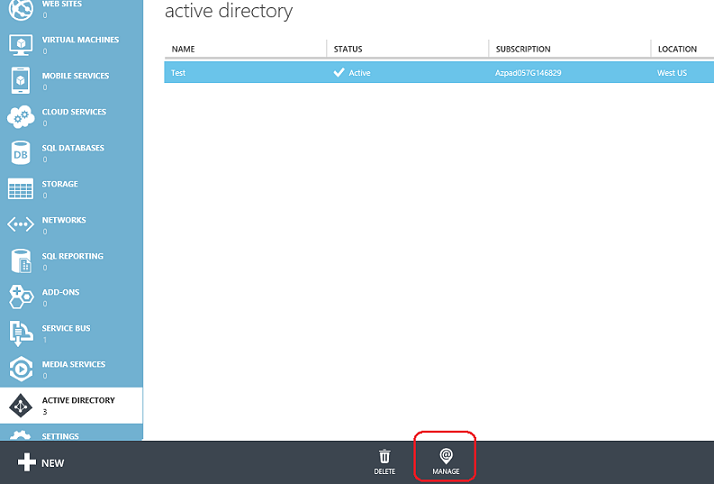 active directory
WEB SITES
0
VIRTUAL MACHINES
0
MOBILE SERVICES
0
CLOUD SERVICES
0
DB
SQL DATABASES
0
STORAGE
0
NETWORKS
0
SQL REPORTING
0
ADD-ONS
0
SERVICE BUS
1
MEDIA SERVICES
0
ACTIVE DIRECTORY
3
SETTINGS
NAME STATUS SUBSCRIPTION LOCATION
Test Active Azpad057G146829 West US
NEW
DELETE
MANAGE